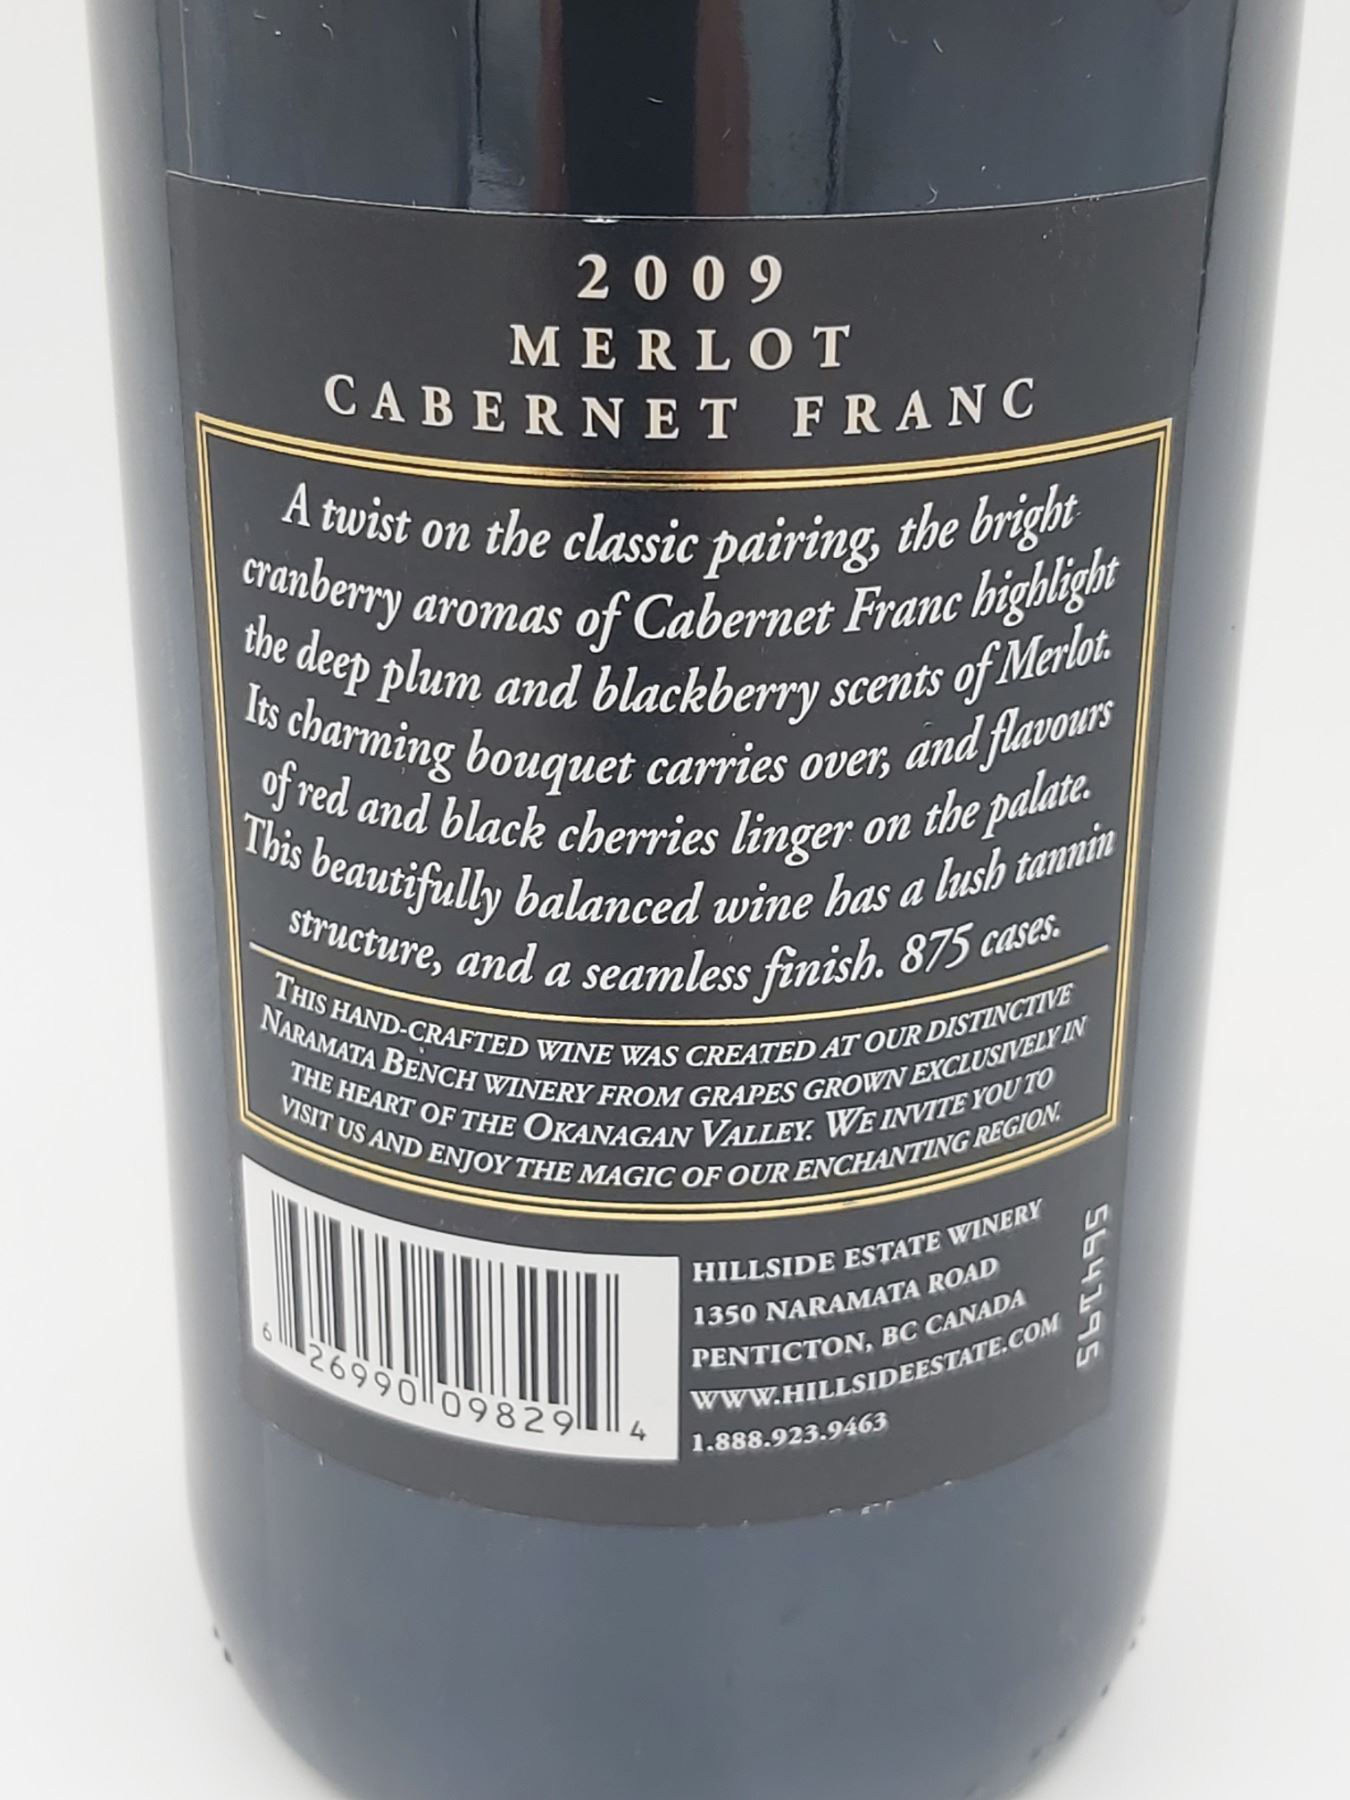 2009
MERLOT
CABERNET FRANC
A twist on the classic pairing, the bright
cranberry aromas of Cabernet Franc highlight
the deep plum and blackberry scents of Merlot.
Its charming bouquet carries over, and flavours
of red and black cherries linger on the palate.
This beautifully balanced wine has a lush tannin
structure, and a seamless finish. 875 cases.
THIS HAND-CRAFTED WINE WAS CREATED AT OUR DISTINCTIVE
NARAMATA BENCH WINERY FROM GRAPES GROWN EXCLUSIVELY IN
THE HEART OF THE OKANAGAN VALLEY. WE INVITE YOU TO
VISIT US AND ENJOY THE MAGIC OF OUR ENCHANTING REGION.
6 26990 09829 4
HILLSIDE ESTATE WINERY
1350 NARAMATA ROAD
PENTICTON, BC CANADA
WWW.HILLSIDEESTATE.COM
1.888.923.9463